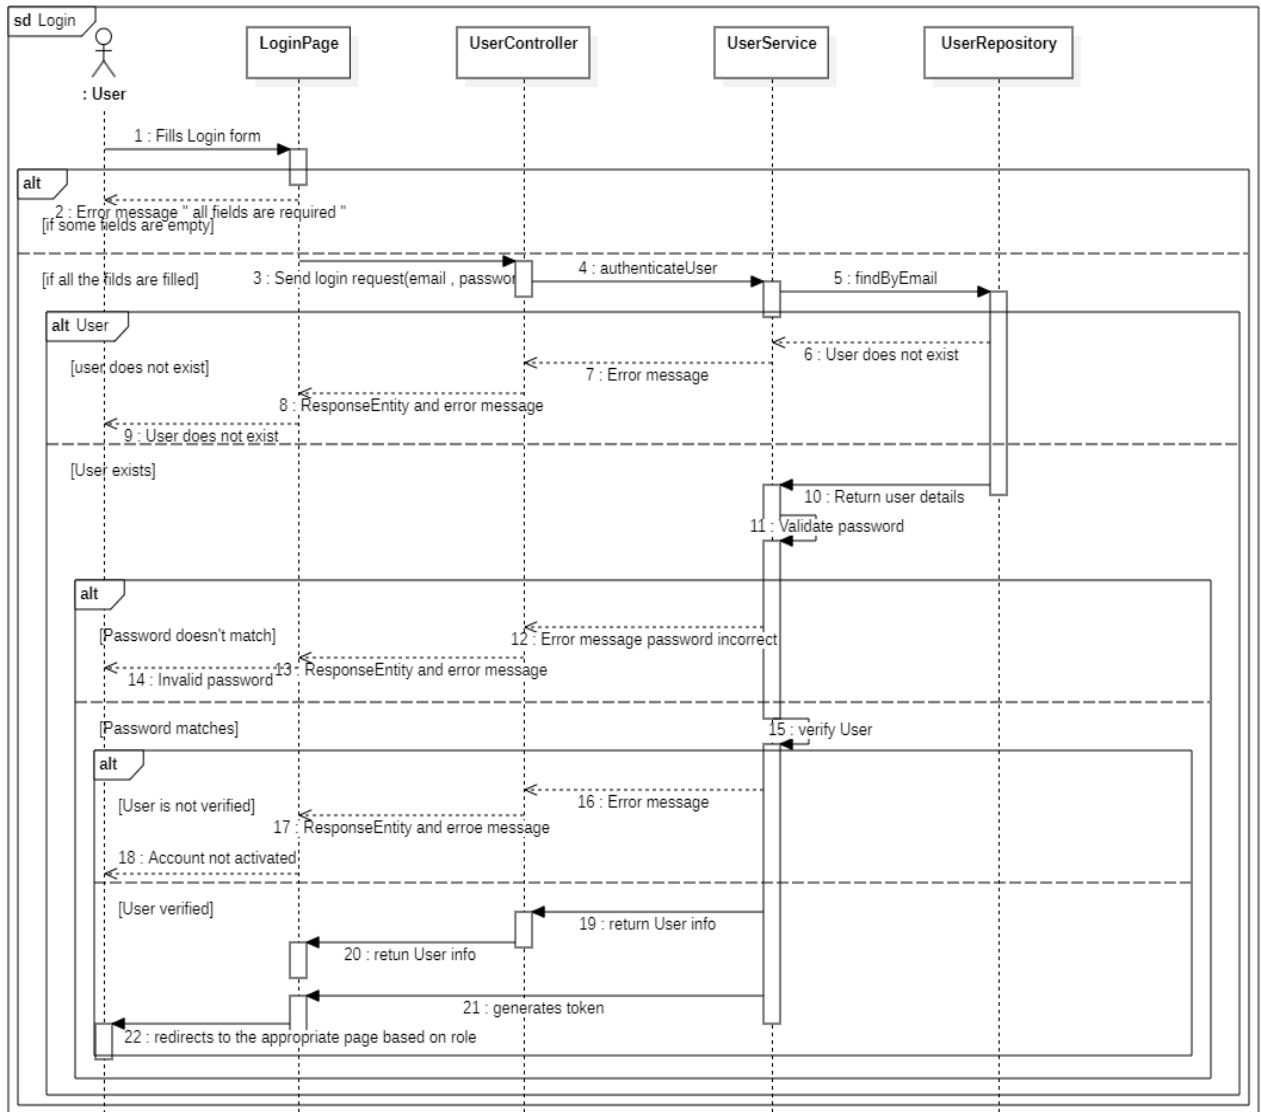 sd Login
LoginPage
UserController
UserService
UserRepository
: User
1 : Fills Login form
alt
2 : Error message " all fields are required "
[if some fields are empty]
[if all the filds are filled]
3 : Send login request(email , passwor
4 : authenticateUser
5 : findByEmail
alt User
6 : User does not exist
[user does not exist]
7 : Error message
8 : ResponseEntity and error message
9 : User does not exist
[User exists]
10 : Return user details
11 : Validate password
alt
[Password doesn't match]
12 : Error message password incorrect
13 : ResponseEntity and error message
14 : Invalid password
[Password matches]
15 : verify User
alt
[User is not verified]
16 : Error message
17 : ResponseEntity and erroe message
18 : Account not activated
[User verified]
19 : return User info
20 : retun User info
21 : generates token
22 : redirects to the appropriate page based on role